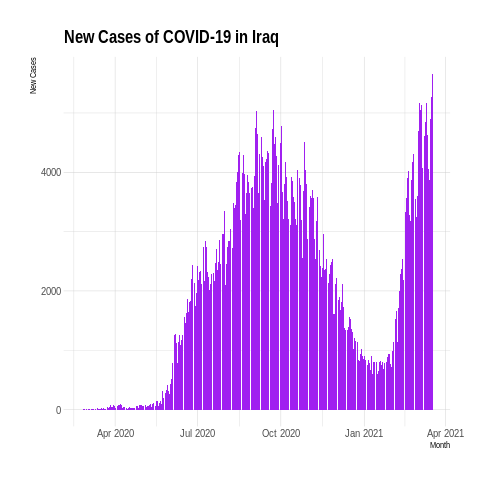 New Cases of COVID-19 in Iraq
New Cases
4000
2000
0
Apr 2020
Jul 2020
Oct 2020
Jan 2021
Apr 2021
Month